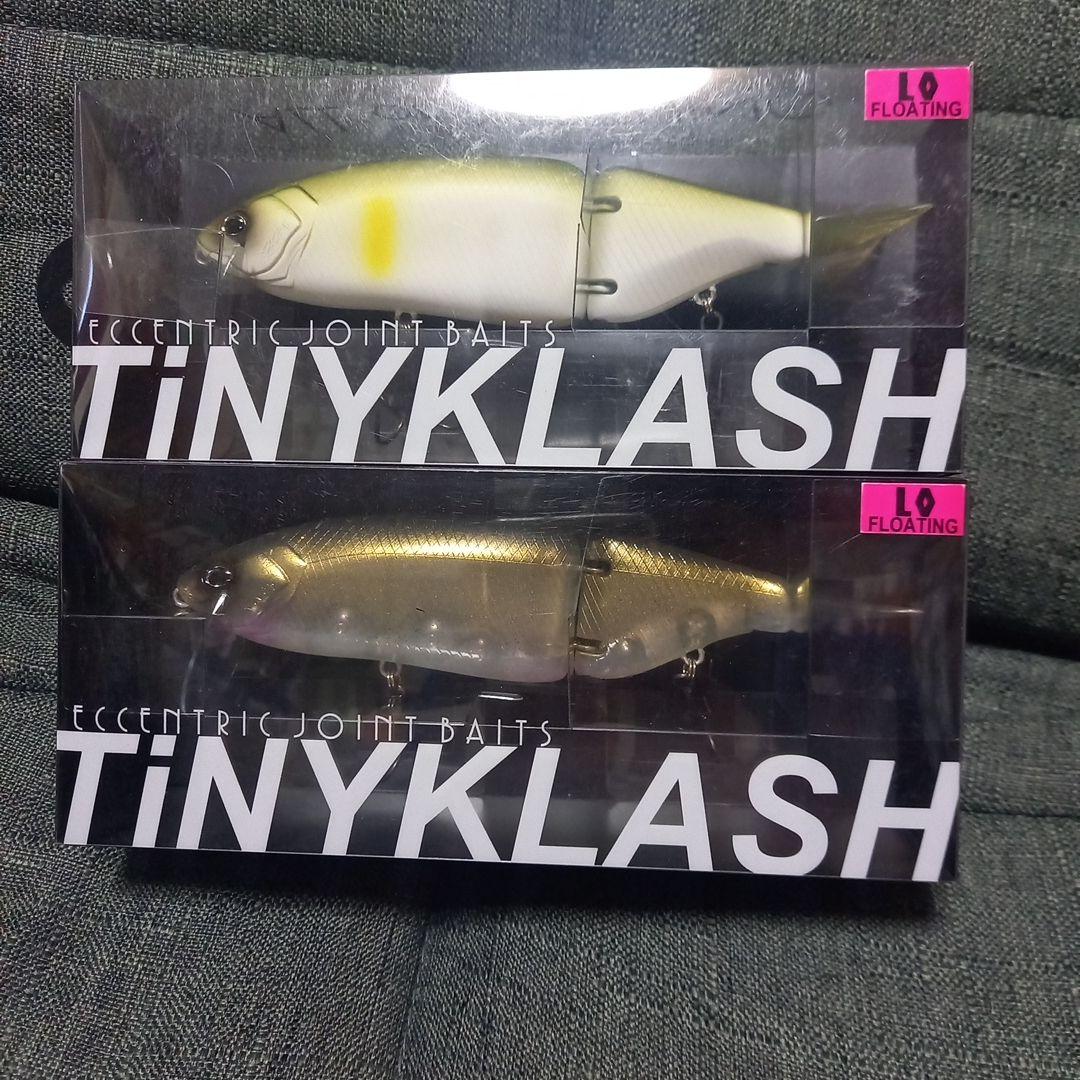 LO
FLOATING
ECCENTRIC JOINT BAITS
TiNYKLASH
LO
FLOATING
ECCENTRIC JOINT BAITS
TiNYKLASH